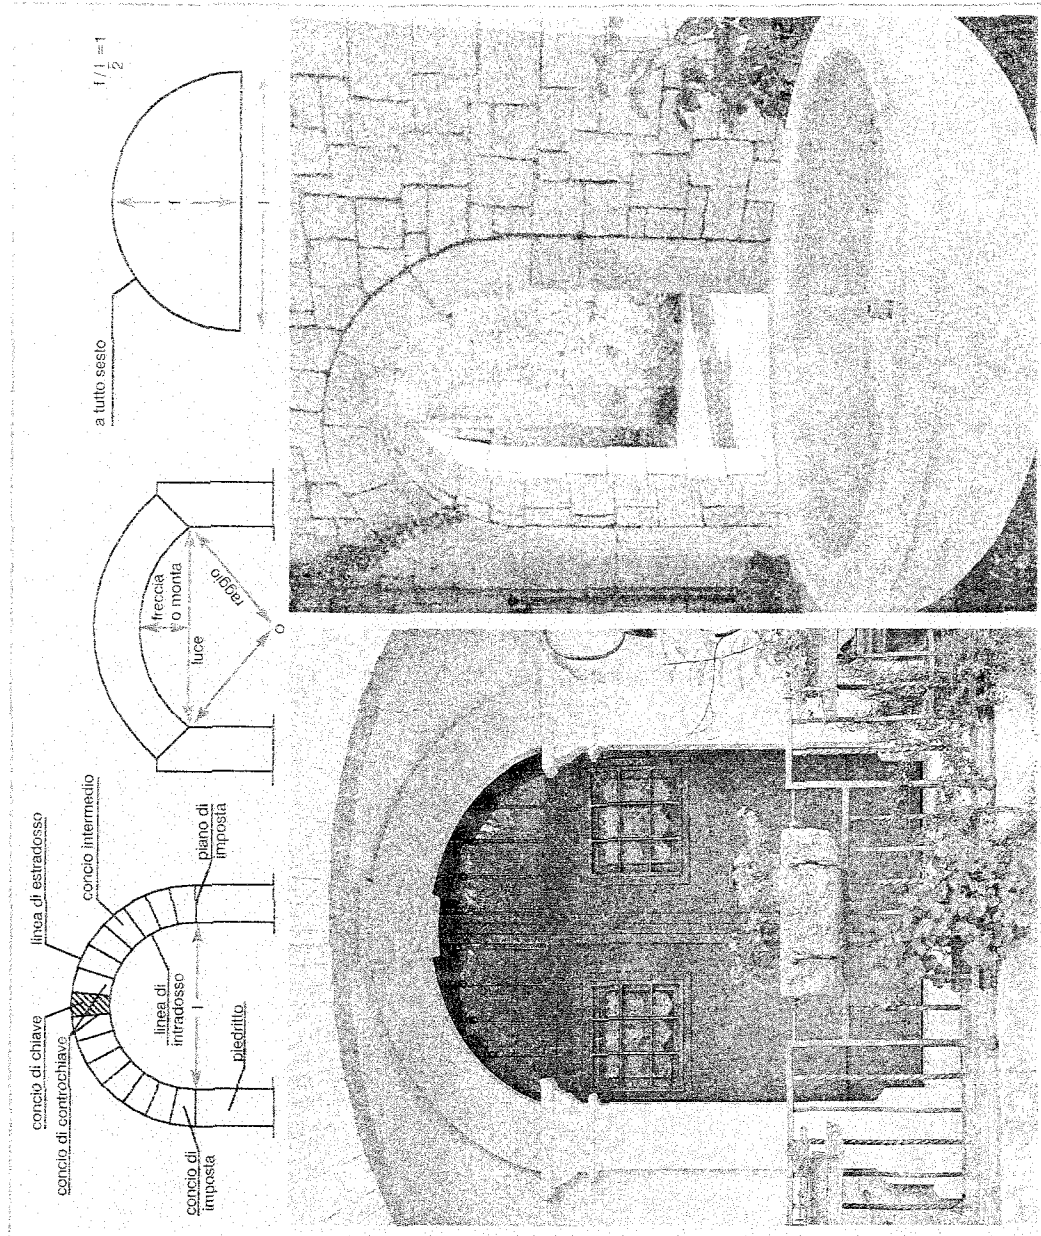 concio di chiave
concio di controchiave
linea di estradosso
concio intermedio
concio di
imposta
linea di
intradosso
l
piedritto
piano di
imposta
freccia
o monta
luce
raggio
O
a tutto sesto
f
l
f / l/2 = 1